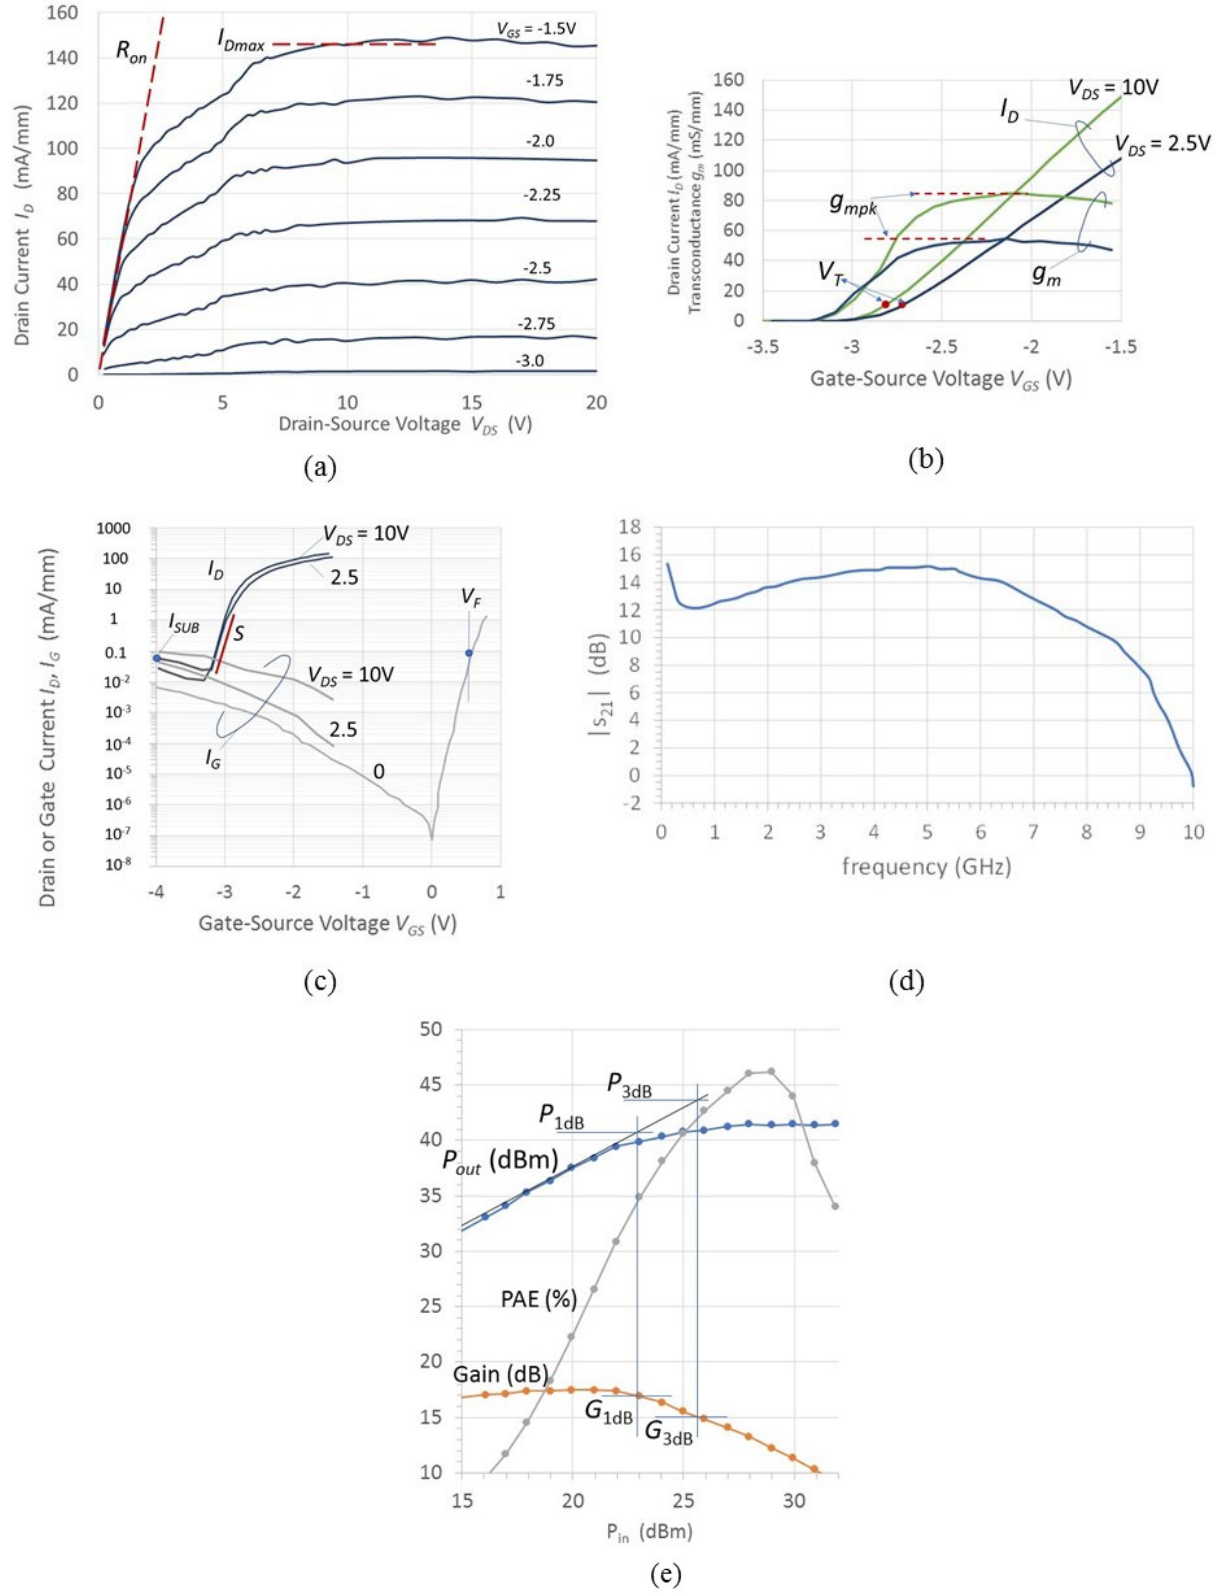 160
140
120
100
80
60
40
20
0
Drain Current I_D (mA/mm)
R_on
I_Dmax
V_GS = -1.5V
-1.75
-2.0
-2.25
-2.5
-2.75
-3.0
0 5 10 15 20
Drain-Source Voltage V_DS (V)
(a)
160
140
120
100
80
60
40
20
0
Drain Current I_D (mA/mm)
Transconductance g_m (mS/mm)
V_DS = 10V
I_D
V_DS = 2.5V
g_mpk
V_T
g_m
-3.5 -3 -2.5 -2 -1.5
Gate-Source Voltage V_GS (V)
(b)
1000
100
10
1
0.1
10⁻²
10⁻³
10⁻⁴
10⁻⁵
10⁻⁶
10⁻⁷
10⁻⁸
Drain or Gate Current I_D, I_G (mA/mm)
V_DS = 10V
I_D
2.5
V_F
I_SUB
S
V_DS = 10V
2.5
I_G
0
-4 -3 -2 -1 0 1
Gate-Source Voltage V_GS (V)
(c)
18
16
14
12
10
8
6
4
2
0
-2
|s₂₁| (dB)
0 1 2 3 4 5 6 7 8 9 10
frequency (GHz)
(d)
50
45
40
35
30
25
20
15
10
P_3dB
P_1dB
P_out (dBm)
PAE (%)
Gain (dB)
G_1dB
G_3dB
15 20 25 30
P_in (dBm)
(e)